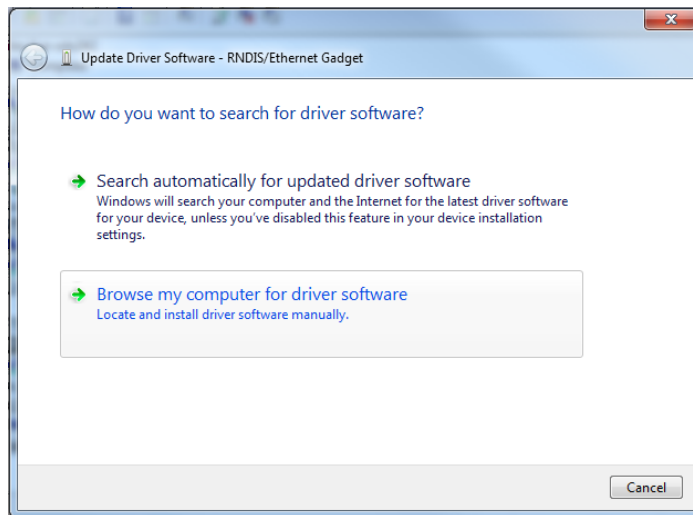 Update Driver Software - RNDIS/Ethernet Gadget
How do you want to search for driver software?
Search automatically for updated driver software
Windows will search your computer and the Internet for the latest driver software
for your device, unless you've disabled this feature in your device installation
settings.
Browse my computer for driver software
Locate and install driver software manually.
Cancel